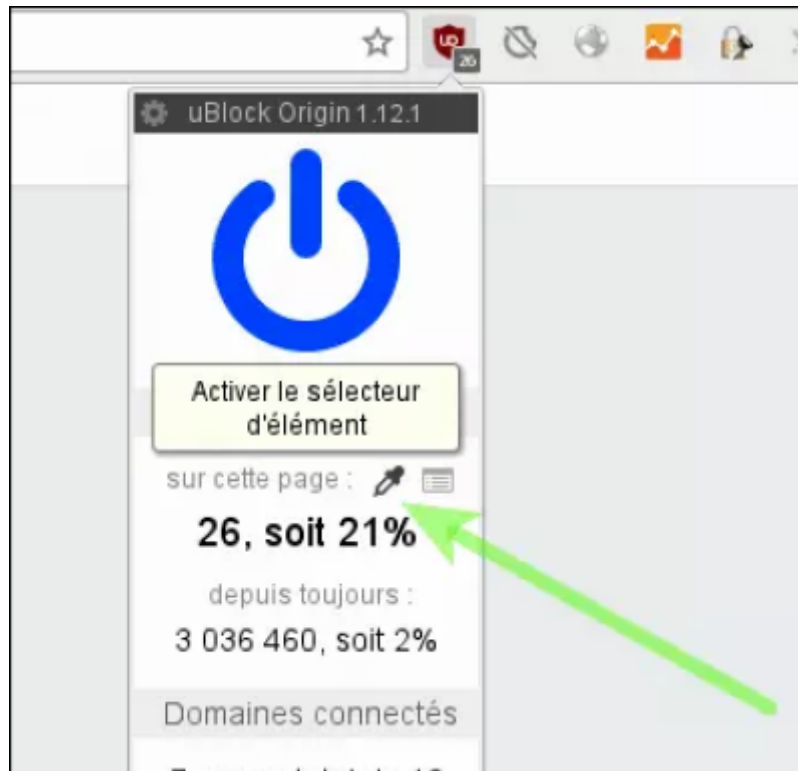 uo
26
uBlock Origin 1.12.1
Activer le sélecteur
d'élément
sur cette page :
26, soit 21%
depuis toujours :
3 036 460, soit 2%
Domaines connectés